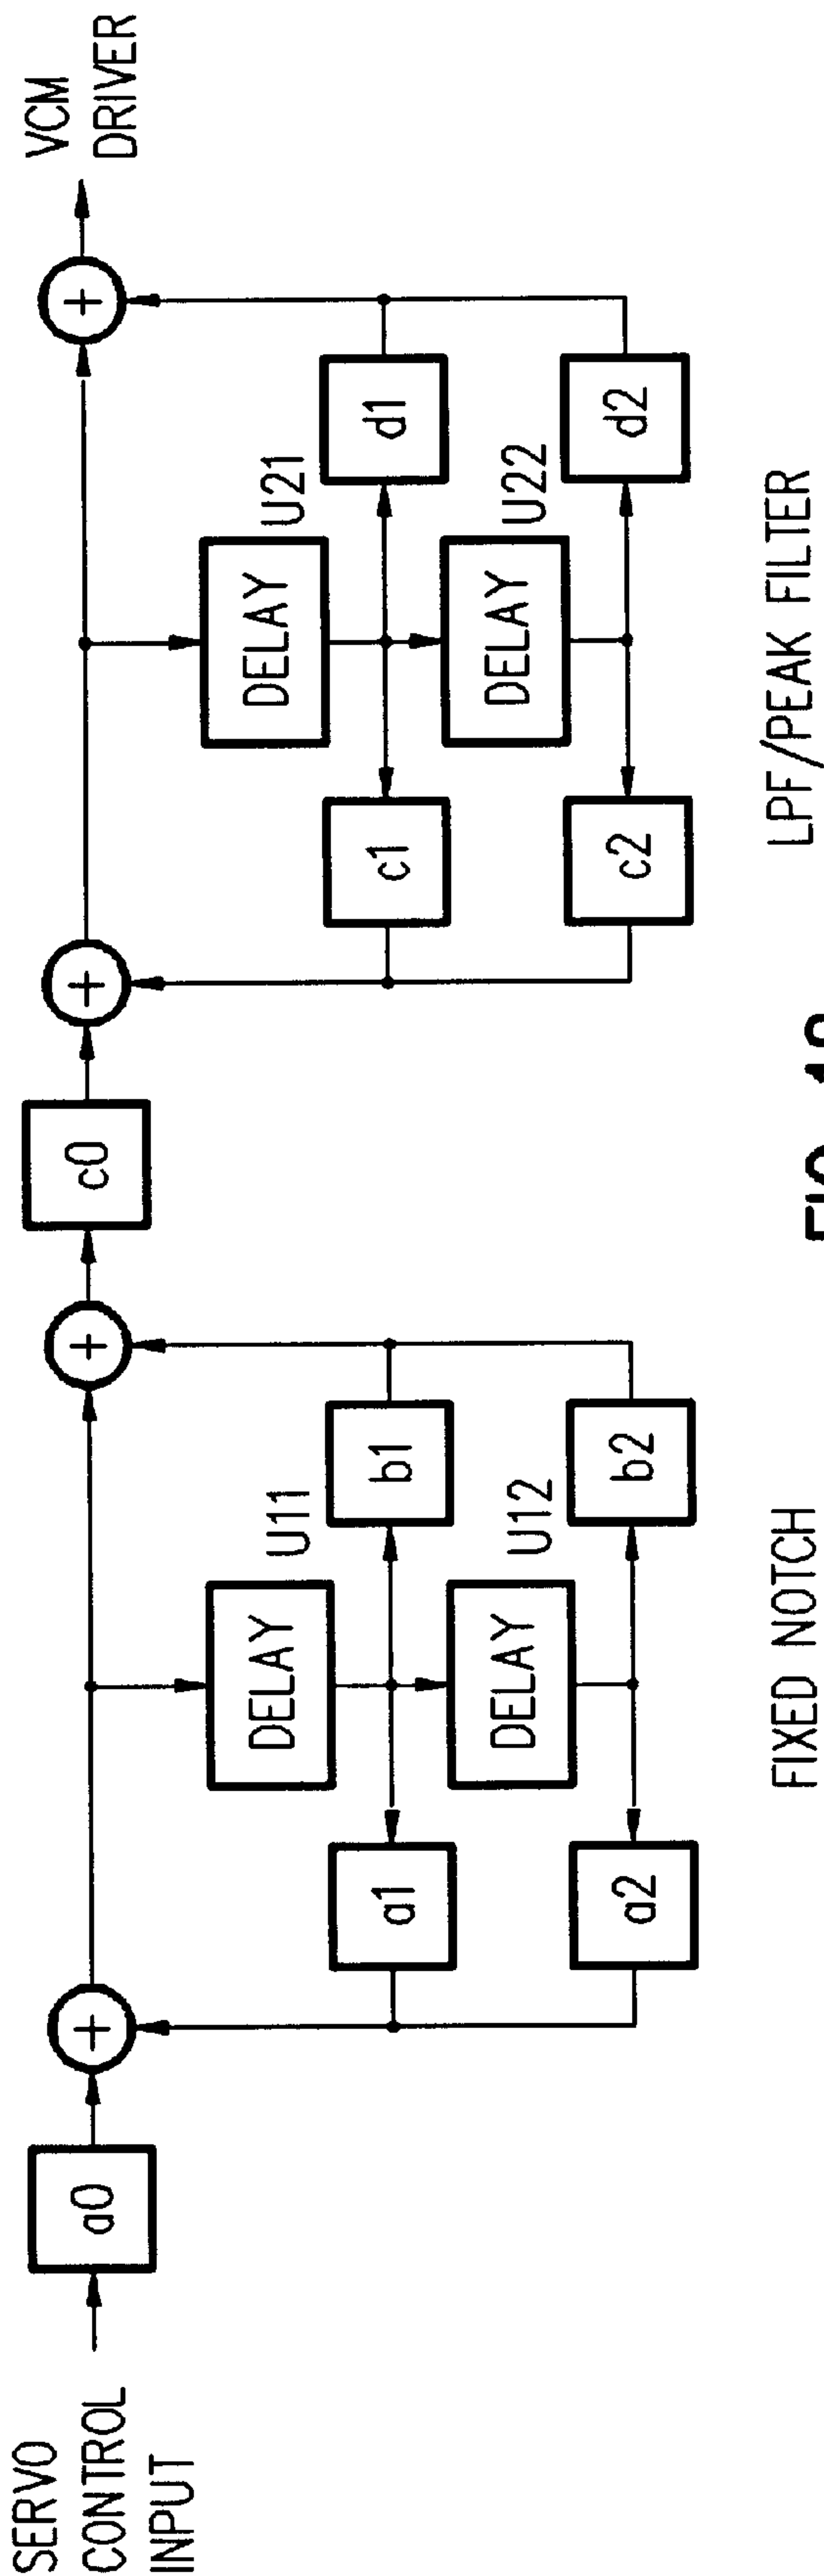 SERVO
CONTROL
INPUT
a0
+
DELAY
U11
a1
b1
DELAY
U12
a2
b2
+
FIXED NOTCH
c0
+
DELAY
U21
c1
d1
DELAY
U22
c2
d2
+
LPF/PEAK FILTER
VCM
DRIVER
FIG.